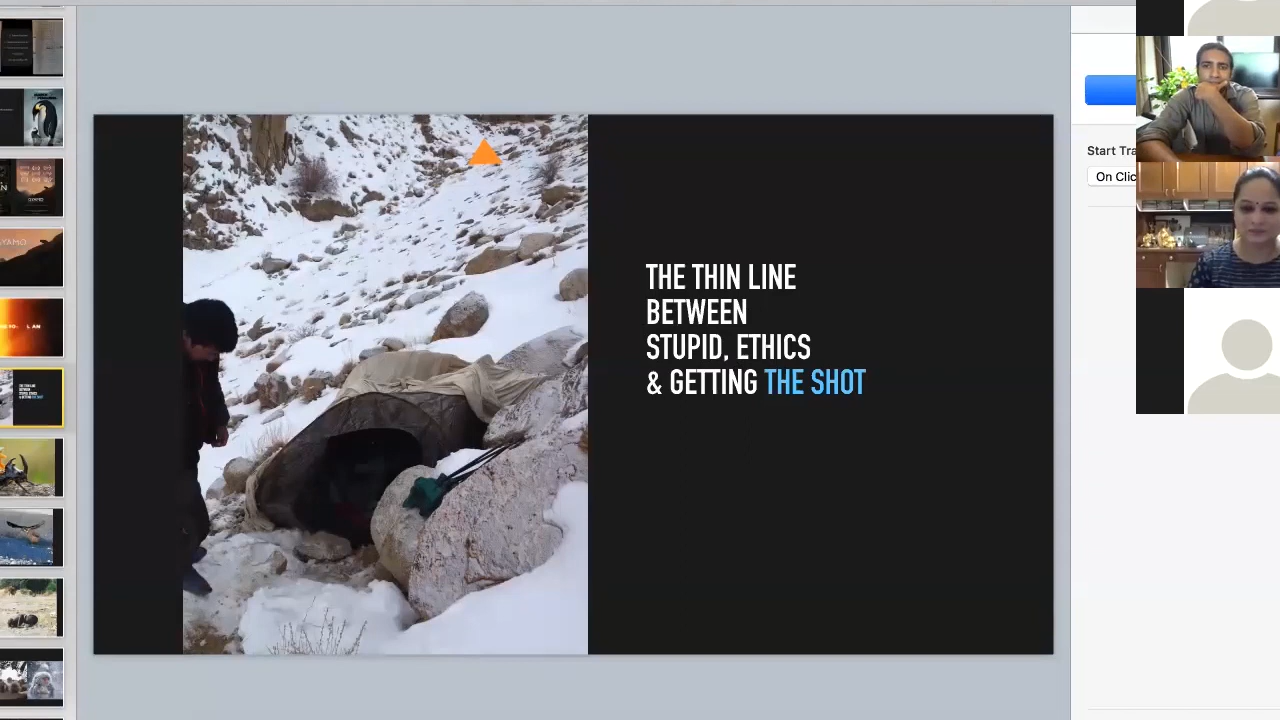 THE THIN LINE
BETWEEN
STUPID, ETHICS
& GETTING THE SHOT
Start Tra
On Clic